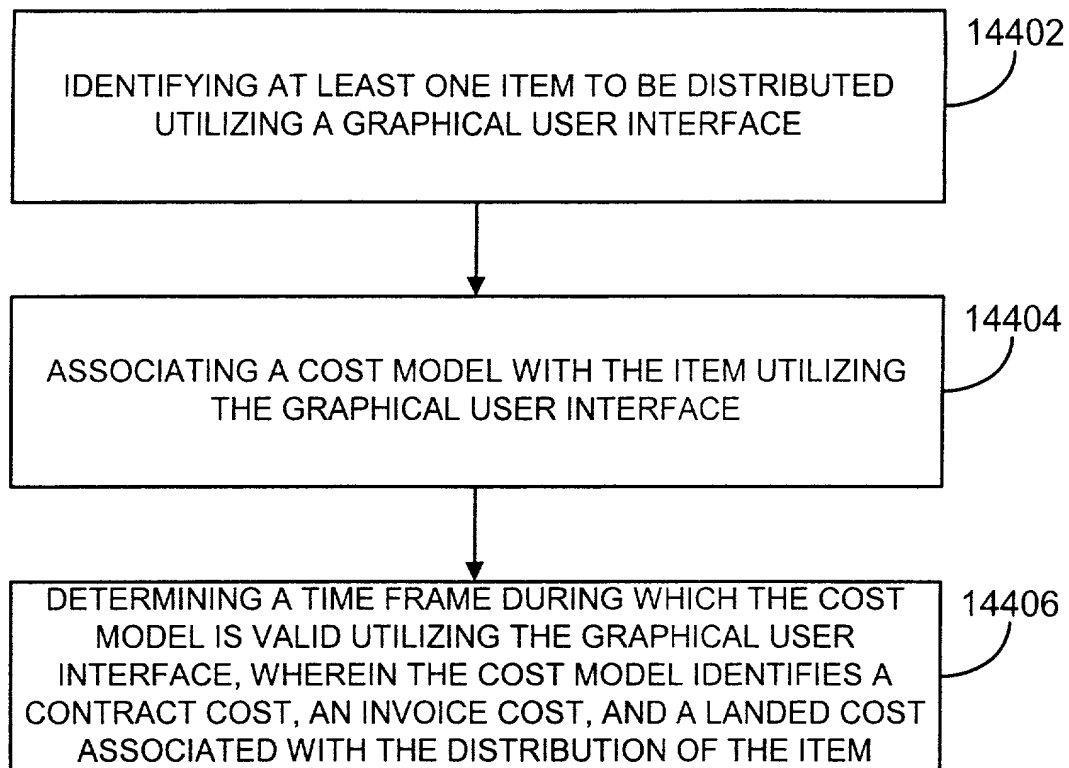 14402
IDENTIFYING AT LEAST ONE ITEM TO BE DISTRIBUTED
UTILIZING A GRAPHICAL USER INTERFACE
14404
ASSOCIATING A COST MODEL WITH THE ITEM UTILIZING
THE GRAPHICAL USER INTERFACE
14406
DETERMINING A TIME FRAME DURING WHICH THE COST
MODEL IS VALID UTILIZING THE GRAPHICAL USER
INTERFACE, WHEREIN THE COST MODEL IDENTIFIES A
CONTRACT COST, AN INVOICE COST, AND A LANDED COST
ASSOCIATED WITH THE DISTRIBUTION OF THE ITEM